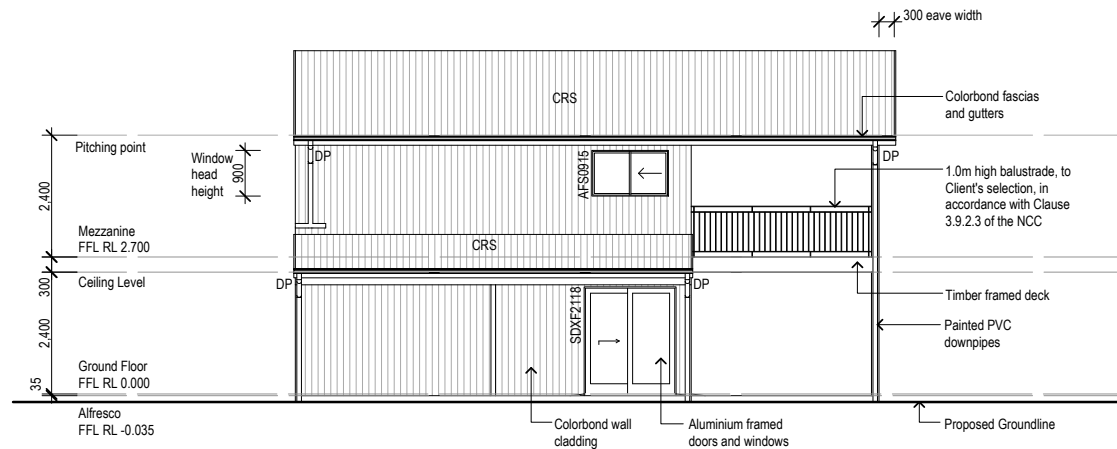 300 eave width
CRS
Colorbond fascias
and gutters
Pitching point
Window
head
height
900
DP
AFS0915
DP
2,400
1.0m high balustrade, to
Client's selection, in
accordance with Clause
3.9.2.3 of the NCC
Mezzanine
FFL RL 2.700
CRS
300
Ceiling Level
DP
DP
SDXF2118
Timber framed deck
2,400
Painted PVC
downpipes
Ground Floor
FFL RL 0.000
35
Alfresco
FFL RL -0.035
Colorbond wall
cladding
Aluminium framed
doors and windows
Proposed Groundline